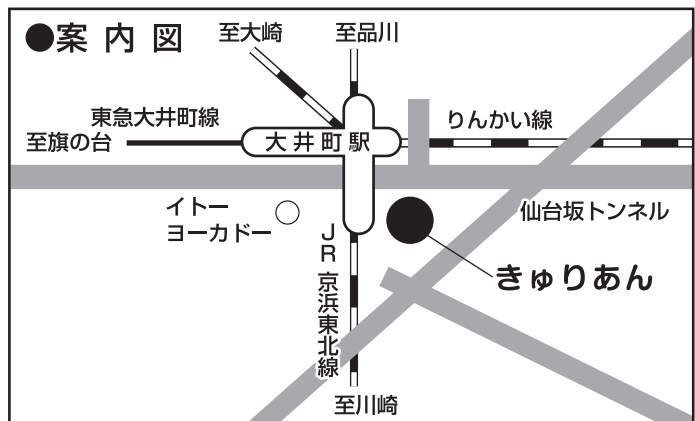 ●案内図
至大崎
至品川
東急大井町線
至旗の台
大井町駅
りんかい線
イトー
ヨーカドー
仙台坂トンネル
きゅりあん
JR京浜東北線
至川崎